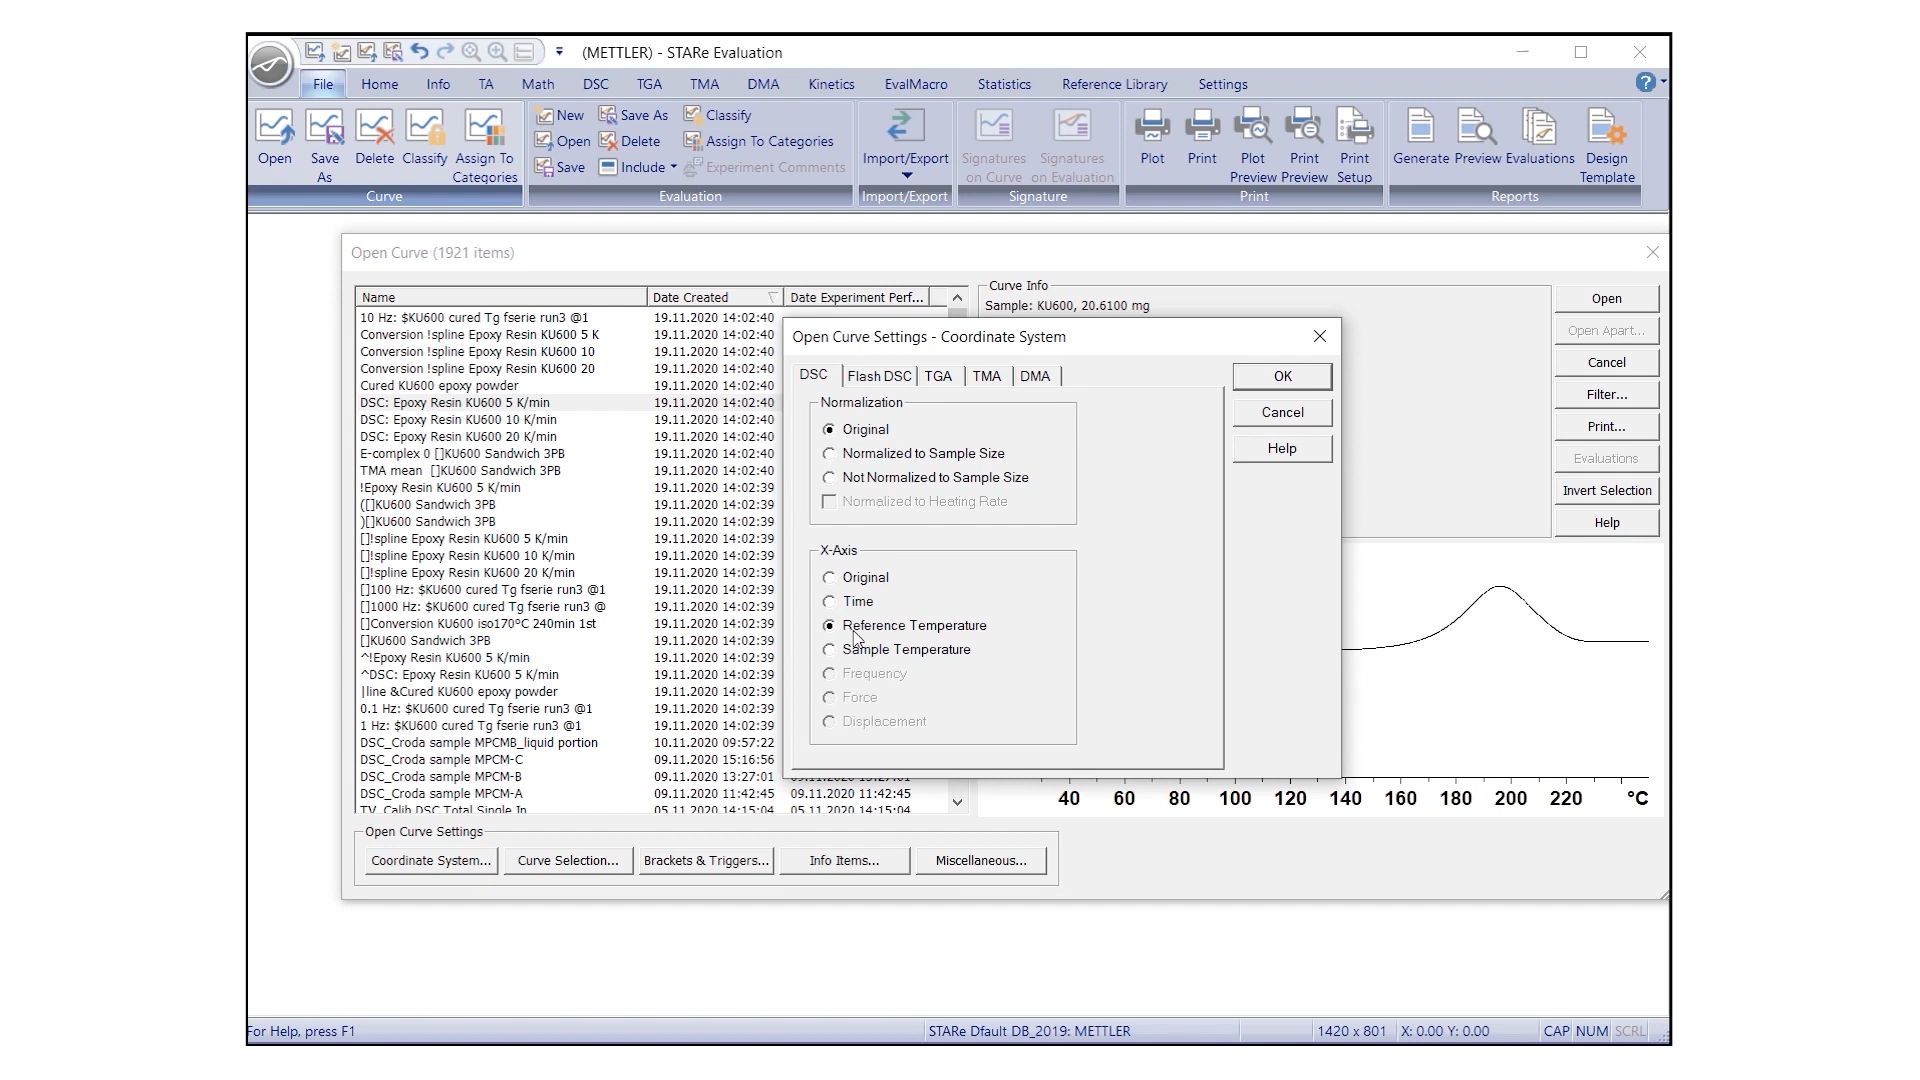 (METTLER) - STARe Evaluation
File Home Info TA Math DSC TGA TMA DMA Kinetics EvalMacro Statistics Reference Library Settings
Open
Save As
Delete
Classify
Assign To Categories
Curve
New
Open
Save
Save As
Delete
Include
Classify
Assign To Categories
Experiment Comments
Evaluation
Import/Export
Import/Export
Signatures on Curve
Signatures on Evaluation
Signature
Plot
Print
Plot Preview
Print Preview
Print Setup
Print
Generate
Preview
Evaluations
Design Template
Reports
Open Curve (1921 items)
Name Date Created Date Experiment Perf...
10 Hz: $KU600 cured Tg fserie run3 @1 19.11.2020 14:02:40
Conversion !spline Epoxy Resin KU600 5 K 19.11.2020 14:02:40
Conversion !spline Epoxy Resin KU600 10 19.11.2020 14:02:40
Conversion !spline Epoxy Resin KU600 20 19.11.2020 14:02:40
Cured KU600 epoxy powder 19.11.2020 14:02:40
DSC: Epoxy Resin KU600 5 K/min 19.11.2020 14:02:40
DSC: Epoxy Resin KU600 10 K/min 19.11.2020 14:02:40
DSC: Epoxy Resin KU600 20 K/min 19.11.2020 14:02:40
E-complex 0 []KU600 Sandwich 3PB 19.11.2020 14:02:40
TMA mean []KU600 Sandwich 3PB 19.11.2020 14:02:40
!Epoxy Resin KU600 5 K/min 19.11.2020 14:02:39
([]KU600 Sandwich 3PB 19.11.2020 14:02:39
)[]KU600 Sandwich 3PB 19.11.2020 14:02:39
[]!spline Epoxy Resin KU600 5 K/min 19.11.2020 14:02:39
[]!spline Epoxy Resin KU600 10 K/min 19.11.2020 14:02:39
[]!spline Epoxy Resin KU600 20 K/min 19.11.2020 14:02:39
[]100 Hz: $KU600 cured Tg fserie run3 @1 19.11.2020 14:02:39
[]1000 Hz: $KU600 cured Tg fserie run3 @ 19.11.2020 14:02:39
[]Conversion KU600 iso170ºC 240min 1st 19.11.2020 14:02:39
[]KU600 Sandwich 3PB 19.11.2020 14:02:39
^!Epoxy Resin KU600 5 K/min 19.11.2020 14:02:39
^DSC: Epoxy Resin KU600 5 K/min 19.11.2020 14:02:39
|line &Cured KU600 epoxy powder 19.11.2020 14:02:39
0.1 Hz: $KU600 cured Tg fserie run3 @1 19.11.2020 14:02:39
1 Hz: $KU600 cured Tg fserie run3 @1 19.11.2020 14:02:39
DSC_Croda sample MPCMB_liquid portion 10.11.2020 09:57:22
DSC_Croda sample MPCM-C 09.11.2020 15:16:56
DSC_Croda sample MPCM-B 09.11.2020 13:27:01 09.11.2020 13:27:01
DSC_Croda sample MPCM-A 09.11.2020 11:42:45 09.11.2020 11:42:45
TV_Calib DSC Total Single In 05.11.2020 14:15:04 05.11.2020 14:15:04
Curve Info
Sample: KU600, 20.6100 mg
Open
Open Apart...
Cancel
Filter...
Print...
Evaluations
Invert Selection
Help
Open Curve Settings - Coordinate System
DSC Flash DSC TGA TMA DMA
Normalization
Original
Normalized to Sample Size
Not Normalized to Sample Size
Normalized to Heating Rate
X-Axis
Original
Time
Reference Temperature
Sample Temperature
Frequency
Force
Displacement
OK
Cancel
Help
40 60 80 100 120 140 160 180 200 220 °C
Open Curve Settings
Coordinate System... Curve Selection... Brackets & Triggers... Info Items... Miscellaneous...
For Help, press F1 STARe Dfault DB_2019: METTLER 1420 x 801 X: 0.00 Y: 0.00 CAP NUM SCRL